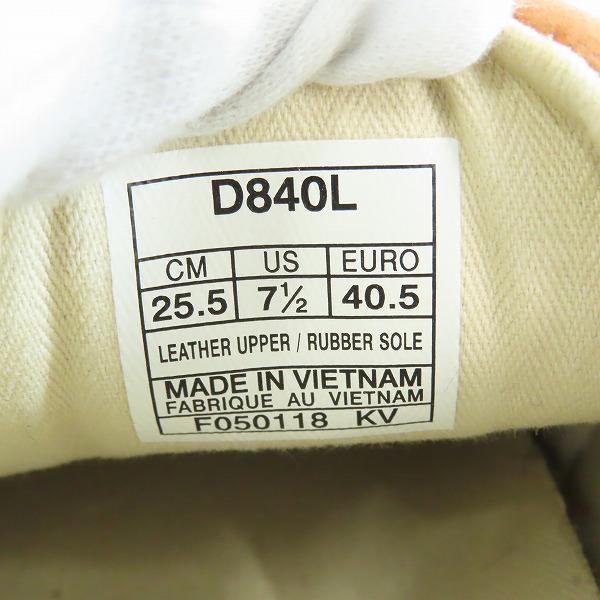 D840L
CM US EURO
25.5 7½ 40.5
LEATHER UPPER / RUBBER SOLE
MADE IN VIETNAM
FABRIQUE AU VIETNAM
F050118 KV